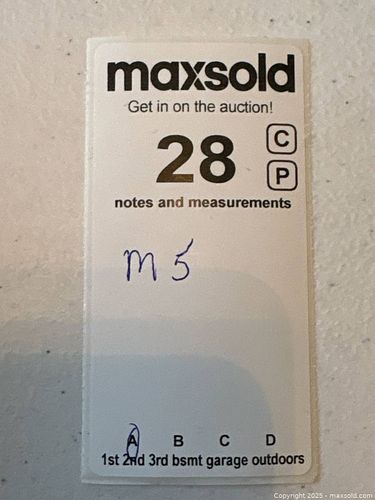 maxsold
Get in on the auction!
28
C
P
notes and measurements
m 5
A B C D
1st 2nd 3rd bsmt garage outdoors
Copyright 2025 - maxsold.com